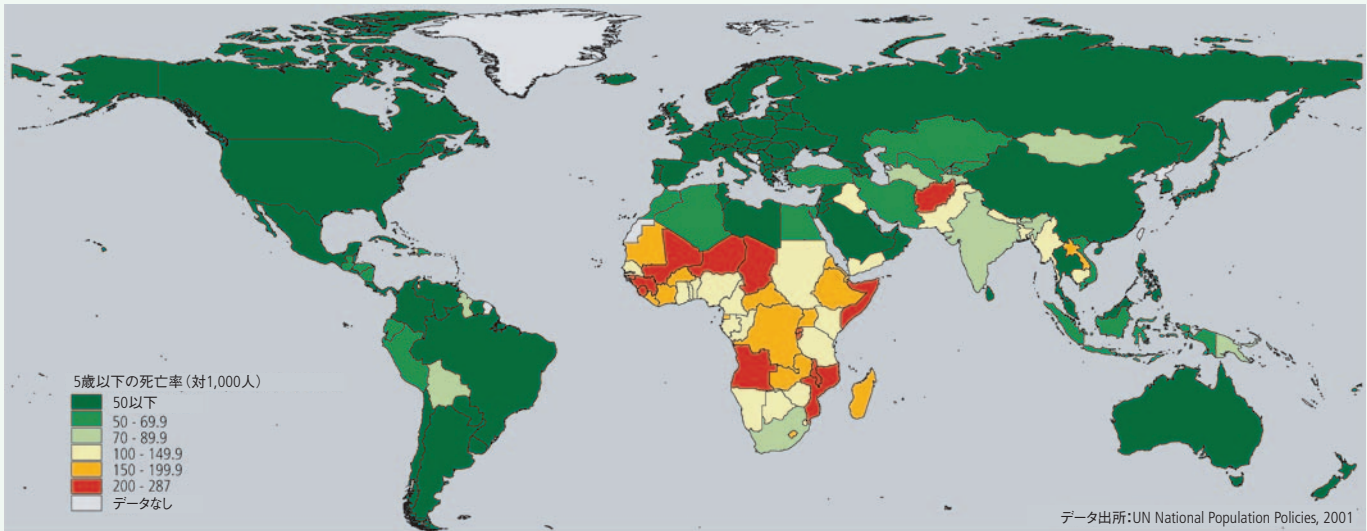 5歳以下の死亡率（対1,000人）
50以下
50 - 69.9
70 - 89.9
100 - 149.9
150 - 199.9
200 - 287
データなし
データ出所：UN National Population Policies, 2001